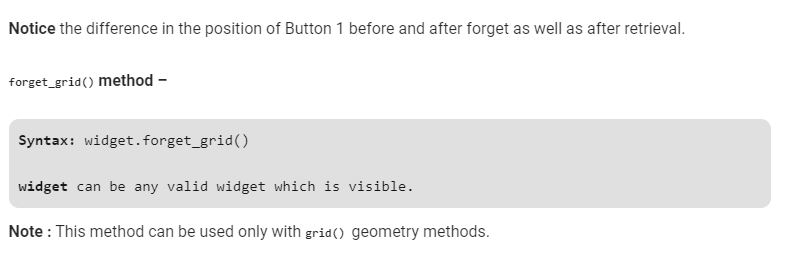 Notice the difference in the position of Button 1 before and after forget as well as after retrieval.
forget_grid() method –
Syntax: widget.forget_grid()
widget can be any valid widget which is visible.
Note : This method can be used only with grid() geometry methods.